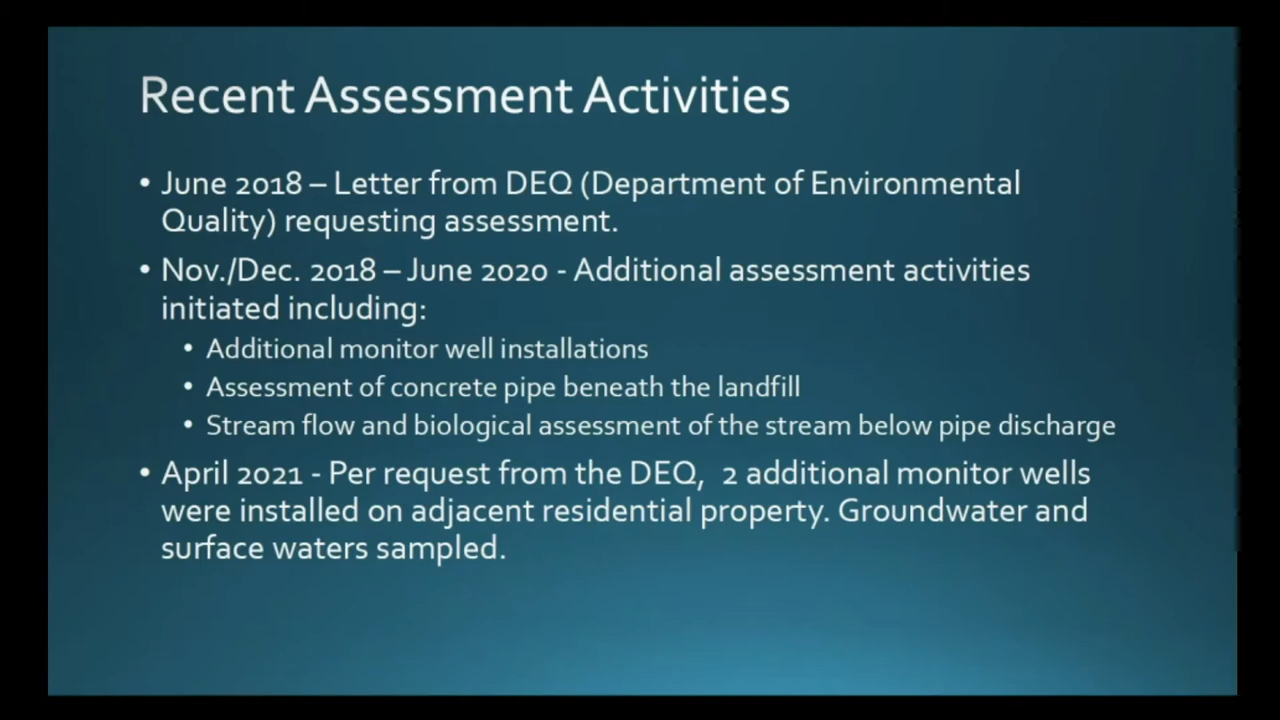 Recent Assessment Activities
• June 2018 – Letter from DEQ (Department of Environmental
Quality) requesting assessment.
• Nov./Dec. 2018 – June 2020 - Additional assessment activities
initiated including:
• Additional monitor well installations
• Assessment of concrete pipe beneath the landfill
• Stream flow and biological assessment of the stream below pipe discharge
• April 2021 - Per request from the DEQ,  2 additional monitor wells
were installed on adjacent residential property. Groundwater and
surface waters sampled.